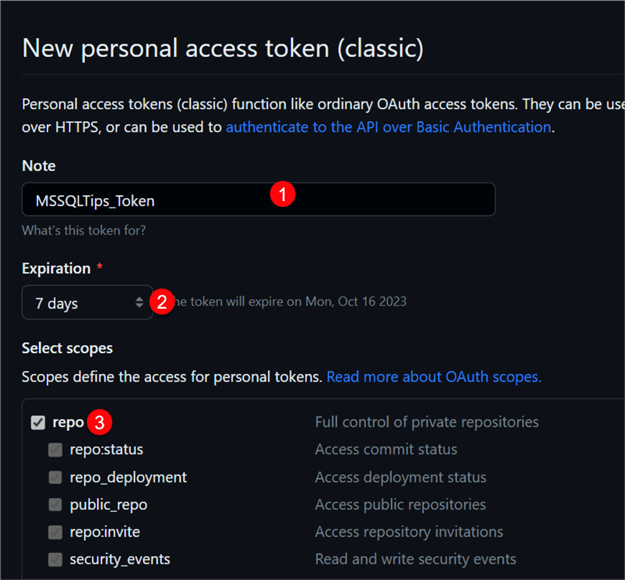 New personal access token (classic)
Personal access tokens (classic) function like ordinary OAuth access tokens. They can be use
over HTTPS, or can be used to authenticate to the API over Basic Authentication.
Note
MSSQLTips_Token 1
What's this token for?
Expiration *
7 days 2 he token will expire on Mon, Oct 16 2023
Select scopes
Scopes define the access for personal tokens. Read more about OAuth scopes.
repo 3 Full control of private repositories
repo:status Access commit status
repo_deployment Access deployment status
public_repo Access public repositories
repo:invite Access repository invitations
security_events Read and write security events